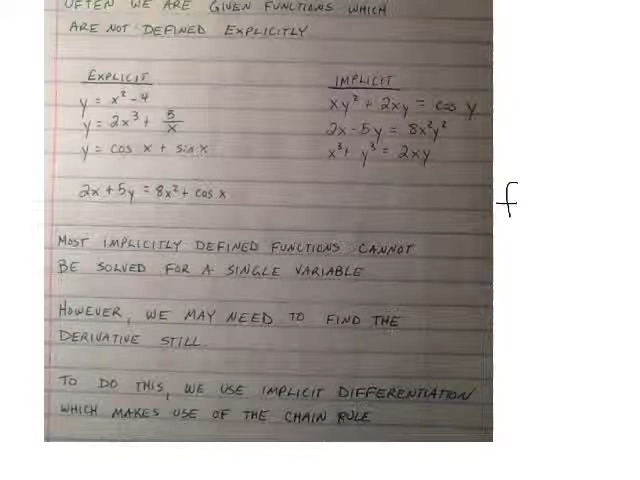 OFTEN WE ARE GIVEN FUNCTIONS WHICH
ARE NOT DEFINED EXPLICITLY
EXPLICIT
y = x² - 4
y = 2x³ + 5/x
y = cos x + sin x
2x + 5y = 8x² + cos x
IMPLICIT
xy² + 2xy = cos y
2x - 5y = 8x²y²
x³ + y³ = 2xy
f
MOST IMPLICITLY DEFINED FUNCTIONS CANNOT
BE SOLVED FOR A SINGLE VARIABLE
HOWEVER, WE MAY NEED TO FIND THE
DERIVATIVE STILL.
TO DO THIS, WE USE IMPLICIT DIFFERENTIATION
WHICH MAKES USE OF THE CHAIN RULE